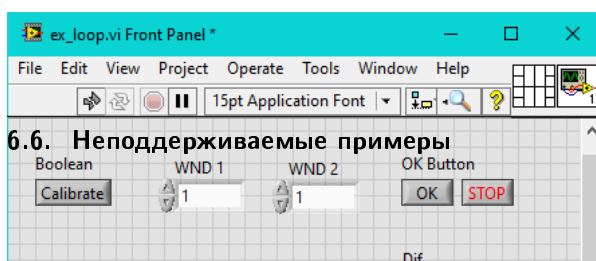 ex_loop.vi Front Panel *
File Edit View Project Operate Tools Window Help
15pt Application Font
1
6.6. Неподдерживаемые примеры
Boolean WND 1 WND 2 OK Button
Calibrate 1 1 OK STOP
Dif